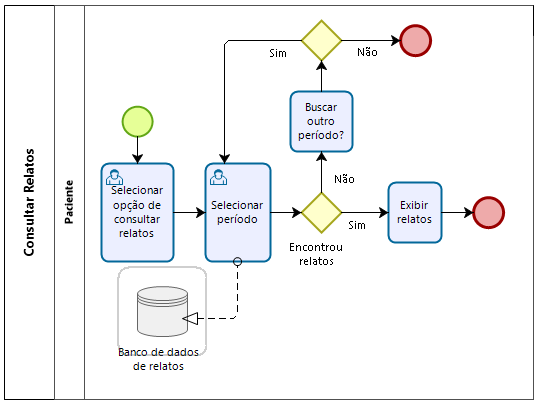 Consultar Relatos
Paciente
Selecionar
opção de
consultar
relatos
Selecionar
período
Buscar
outro
período?
Sim
Não
Não
Sim
Encontrou
relatos
Exibir
relatos
Banco de dados
de relatos